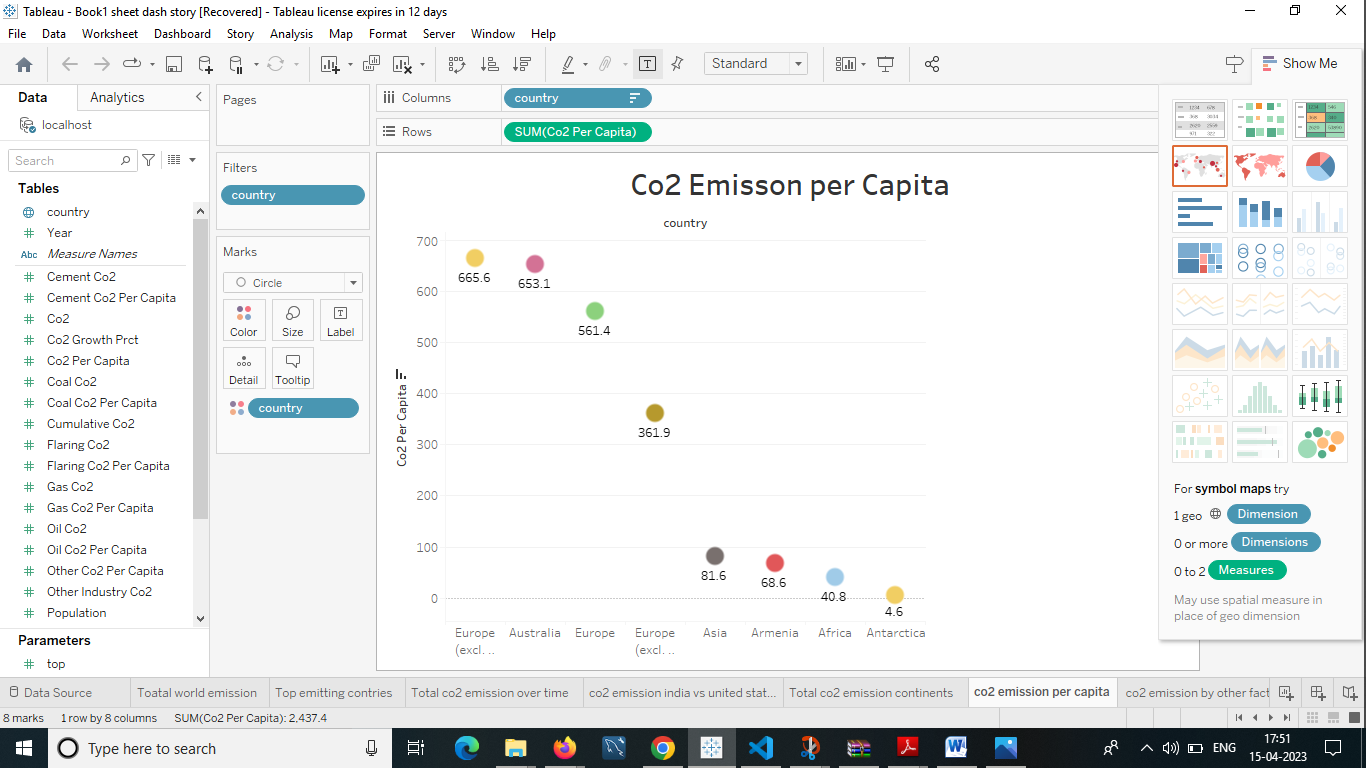 Tableau - Book1 sheet dash story [Recovered] - Tableau license expires in 12 days
File Data Worksheet Dashboard Story Analysis Map Format Server Window Help
Standard
Show Me
Data Analytics
localhost
Search
Tables
country
Year
Abc Measure Names
Cement Co2
Cement Co2 Per Capita
Co2
Co2 Growth Prct
Co2 Per Capita
Coal Co2
Coal Co2 Per Capita
Cumulative Co2
Flaring Co2
Flaring Co2 Per Capita
Gas Co2
Gas Co2 Per Capita
Oil Co2
Oil Co2 Per Capita
Other Co2 Per Capita
Other Industry Co2
Population
Parameters
top
Pages
Filters
country
Marks
Circle
Color Size Label
Detail Tooltip
country
Columns country
Rows SUM(Co2 Per Capita)
Co2 Emisson per Capita
country
Co2 Per Capita
700
600
500
400
300
200
100
0
665.6
653.1
561.4
361.9
81.6
68.6
40.8
4.6
Europe (excl. ..
Australia
Europe
Europe (excl. ..
Asia
Armenia
Africa
Antarctica
For symbol maps try
1 geo Dimension
0 or more Dimensions
0 to 2 Measures
May use spatial measure in
place of geo dimension
Data Source Toatal world emission Top emitting contries Total co2 emission over time co2 emission india vs united stat... Total co2 emission continents co2 emission per capita co2 emission by other fact
8 marks 1 row by 8 columns SUM(Co2 Per Capita): 2,437.4
Type here to search
ENG
17:51
15-04-2023